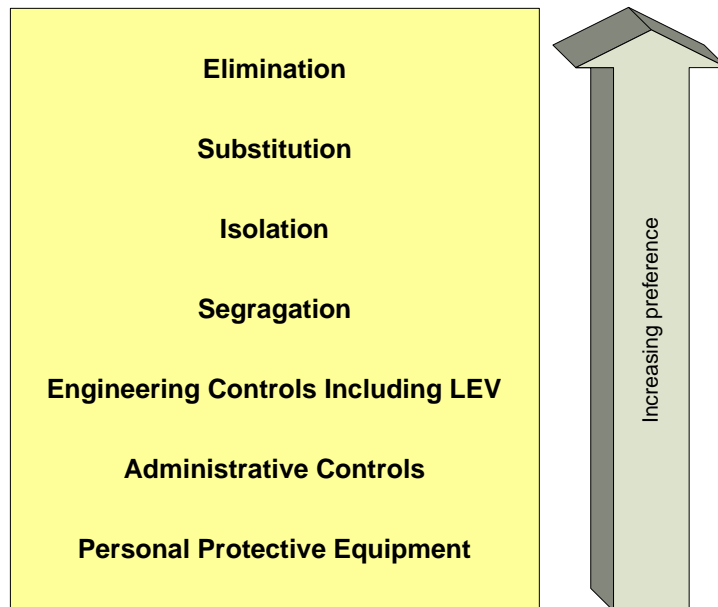 Elimination
Substitution
Isolation
Segragation
Engineering Controls Including LEV
Administrative Controls
Personal Protective Equipment
Increasing preference